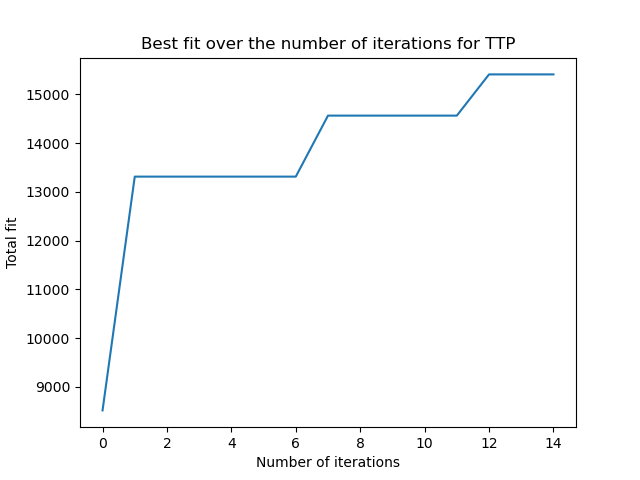 Best fit over the number of iterations for TTP
15000
14000
13000
12000
11000
10000
9000
Total fit
0 2 4 6 8 10 12 14
Number of iterations